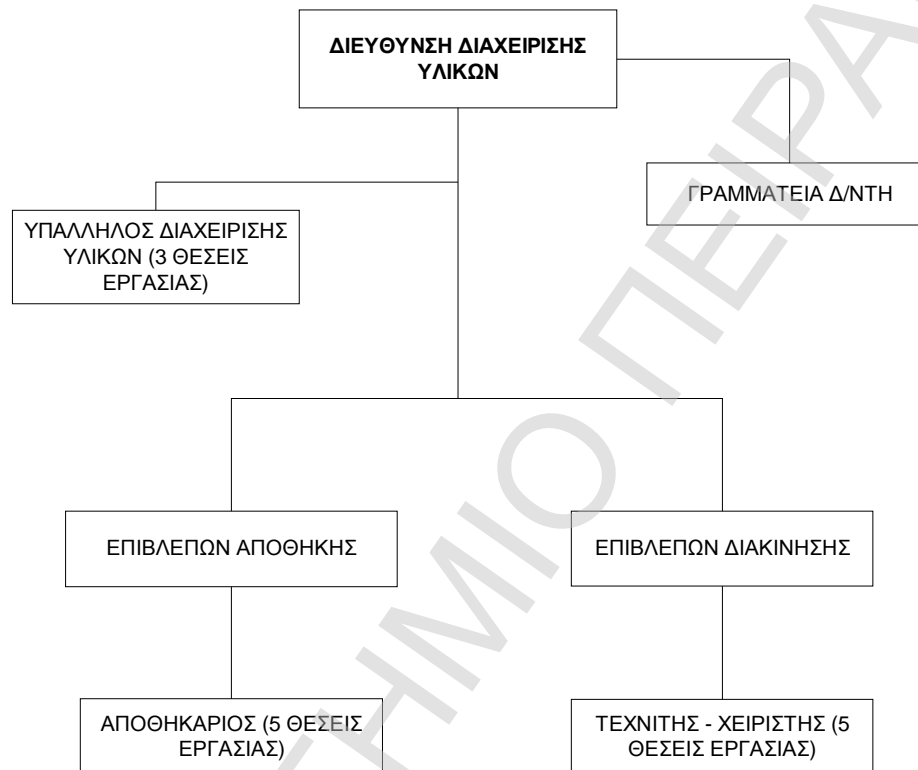 ΔΙΕΥΘΥΝΣΗ ΔΙΑΧΕΙΡΙΣΗΣ
ΥΛΙΚΩΝ
ΓΡΑΜΜΑΤΕΙΑ Δ/ΝΤΗ
ΥΠΑΛΛΗΛΟΣ ΔΙΑΧΕΙΡΙΣΗΣ
ΥΛΙΚΩΝ (3 ΘΕΣΕΙΣ
ΕΡΓΑΣΙΑΣ)
ΕΠΙΒΛΕΠΩΝ ΑΠΟΘΗΚΗΣ
ΕΠΙΒΛΕΠΩΝ ΔΙΑΚΙΝΗΣΗΣ
ΑΠΟΘΗΚΑΡΙΟΣ (5 ΘΕΣΕΙΣ
ΕΡΓΑΣΙΑΣ)
ΤΕΧΝΙΤΗΣ - ΧΕΙΡΙΣΤΗΣ (5
ΘΕΣΕΙΣ ΕΡΓΑΣΙΑΣ)